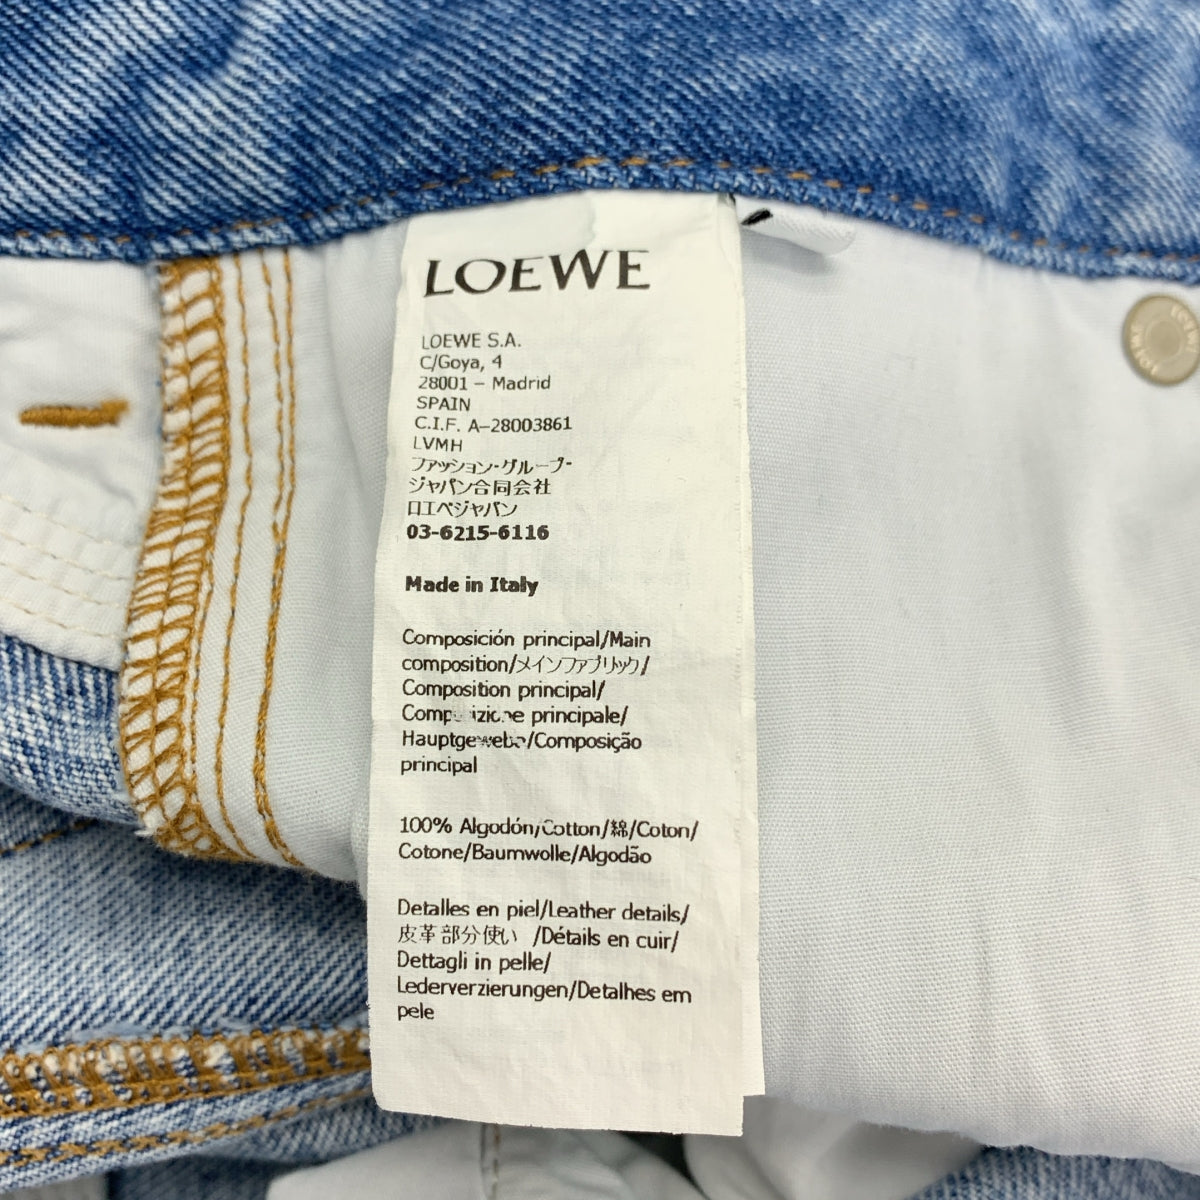 LOEWE
LOEWE S.A.
C/Goya, 4
28001 – Madrid
SPAIN
C.I.F. A–28003861
LVMH
ファッション・グループ・
ジャパン合同会社
ロエベジャパン
03-6215-6116
Made in Italy
Composición principal/Main
composition/メインファブリック/
Composition principal/
Composizione principale/
Hauptgewebe/Composição
principal
100% Algodón/Cotton/綿/Coton/
Cotone/Baumwolle/Algodão
Detalles en piel/Leather details/
皮革部分使い /Détails en cuir/
Dettagli in pelle/
Lederverzierungen/Detalhes em
pele